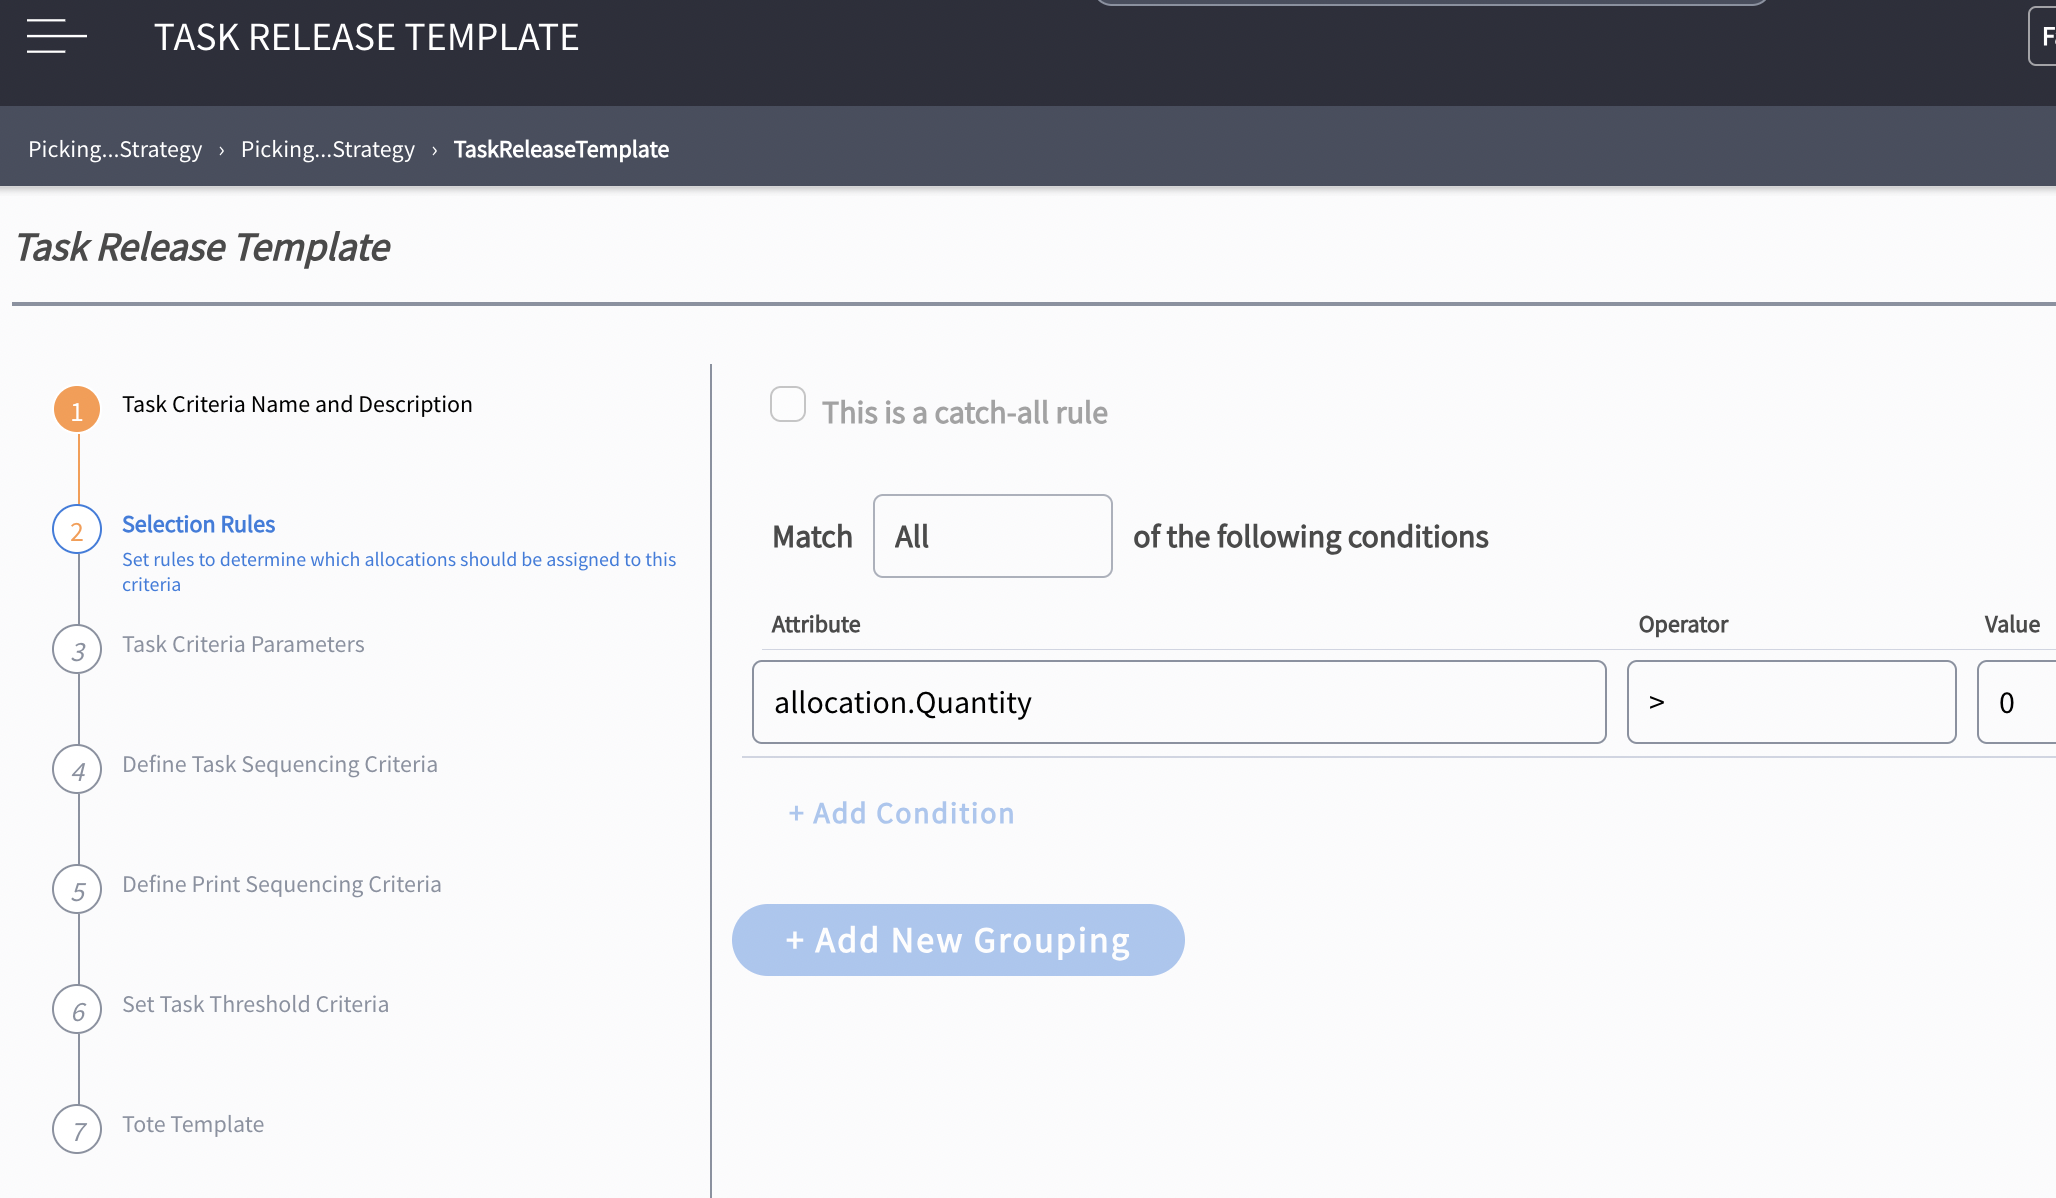 TASK RELEASE TEMPLATE
Picking...Strategy › Picking...Strategy › TaskReleaseTemplate
Task Release Template
1 Task Criteria Name and Description
2 Selection Rules
Set rules to determine which allocations should be assigned to this
criteria
3 Task Criteria Parameters
4 Define Task Sequencing Criteria
5 Define Print Sequencing Criteria
6 Set Task Threshold Criteria
7 Tote Template
This is a catch-all rule
Match All of the following conditions
Attribute Operator Value
allocation.Quantity > 0
+ Add Condition
+ Add New Grouping